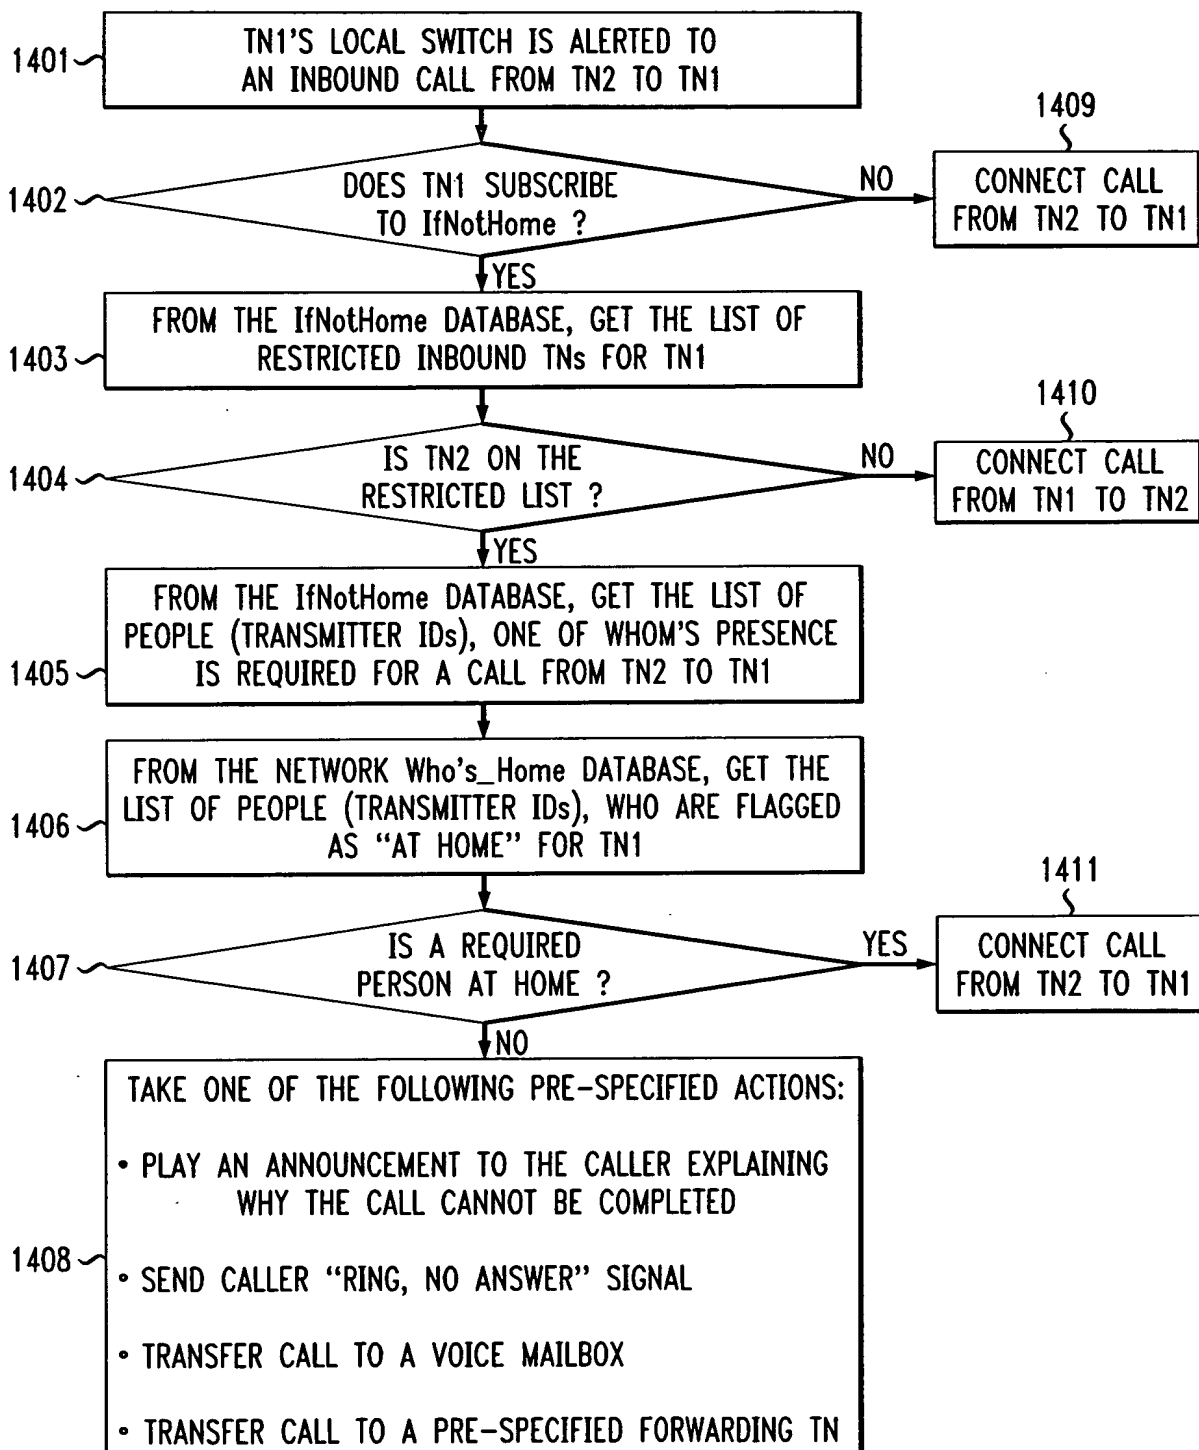 1401
TN1'S LOCAL SWITCH IS ALERTED TO
AN INBOUND CALL FROM TN2 TO TN1
1402
DOES TN1 SUBSCRIBE
TO IfNotHome ?
NO
1409
CONNECT CALL
FROM TN2 TO TN1
YES
1403
FROM THE IfNotHome DATABASE, GET THE LIST OF
RESTRICTED INBOUND TNs FOR TN1
1404
IS TN2 ON THE
RESTRICTED LIST ?
NO
1410
CONNECT CALL
FROM TN1 TO TN2
YES
1405
FROM THE IfNotHome DATABASE, GET THE LIST OF
PEOPLE (TRANSMITTER IDs), ONE OF WHOM'S PRESENCE
IS REQUIRED FOR A CALL FROM TN2 TO TN1
1406
FROM THE NETWORK Who's_Home DATABASE, GET THE
LIST OF PEOPLE (TRANSMITTER IDs), WHO ARE FLAGGED
AS “AT HOME” FOR TN1
1407
IS A REQUIRED
PERSON AT HOME ?
YES
1411
CONNECT CALL
FROM TN2 TO TN1
NO
1408
TAKE ONE OF THE FOLLOWING PRE-SPECIFIED ACTIONS:
• PLAY AN ANNOUNCEMENT TO THE CALLER EXPLAINING
WHY THE CALL CANNOT BE COMPLETED
• SEND CALLER “RING, NO ANSWER” SIGNAL
• TRANSFER CALL TO A VOICE MAILBOX
• TRANSFER CALL TO A PRE-SPECIFIED FORWARDING TN